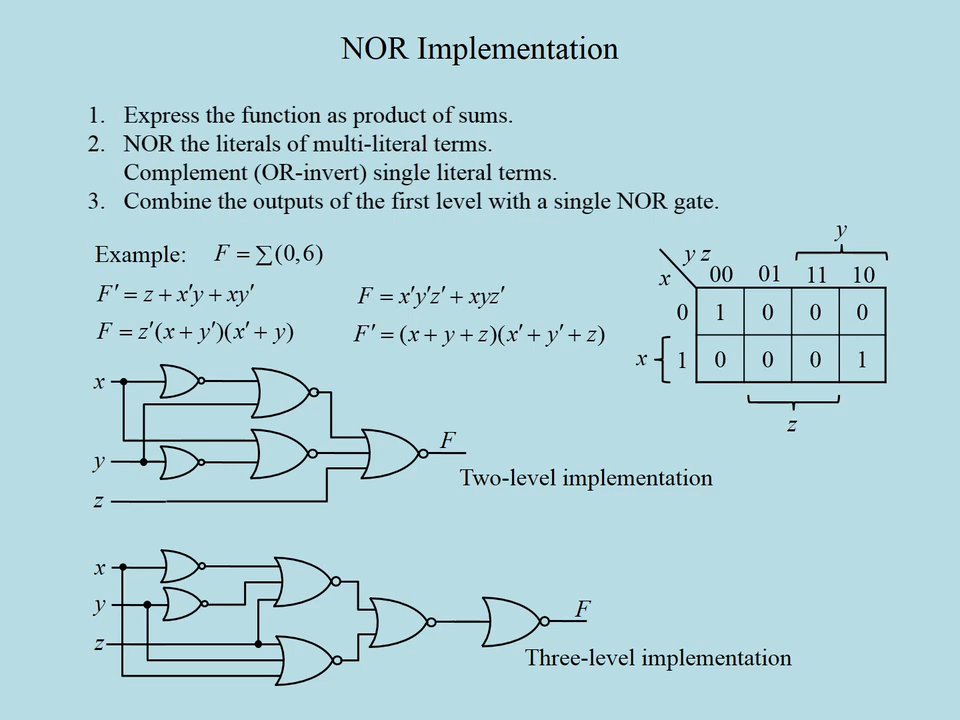 NOR Implementation
1. Express the function as product of sums.
2. NOR the literals of multi-literal terms.
Complement (OR-invert) single literal terms.
3. Combine the outputs of the first level with a single NOR gate.
Example: F = ∑(0,6)
F′ = z + x′y + xy′
F = z′(x + y′)(x′ + y)
F = x′y′z′ + xyz′
F′ = (x + y + z)(x′ + y′ + z)
y
y z
x 00 01 11 10
0 1 0 0 0
x 1 0 0 0 1
z
x
y
z
F
Two-level implementation
x
y
z
F
Three-level implementation